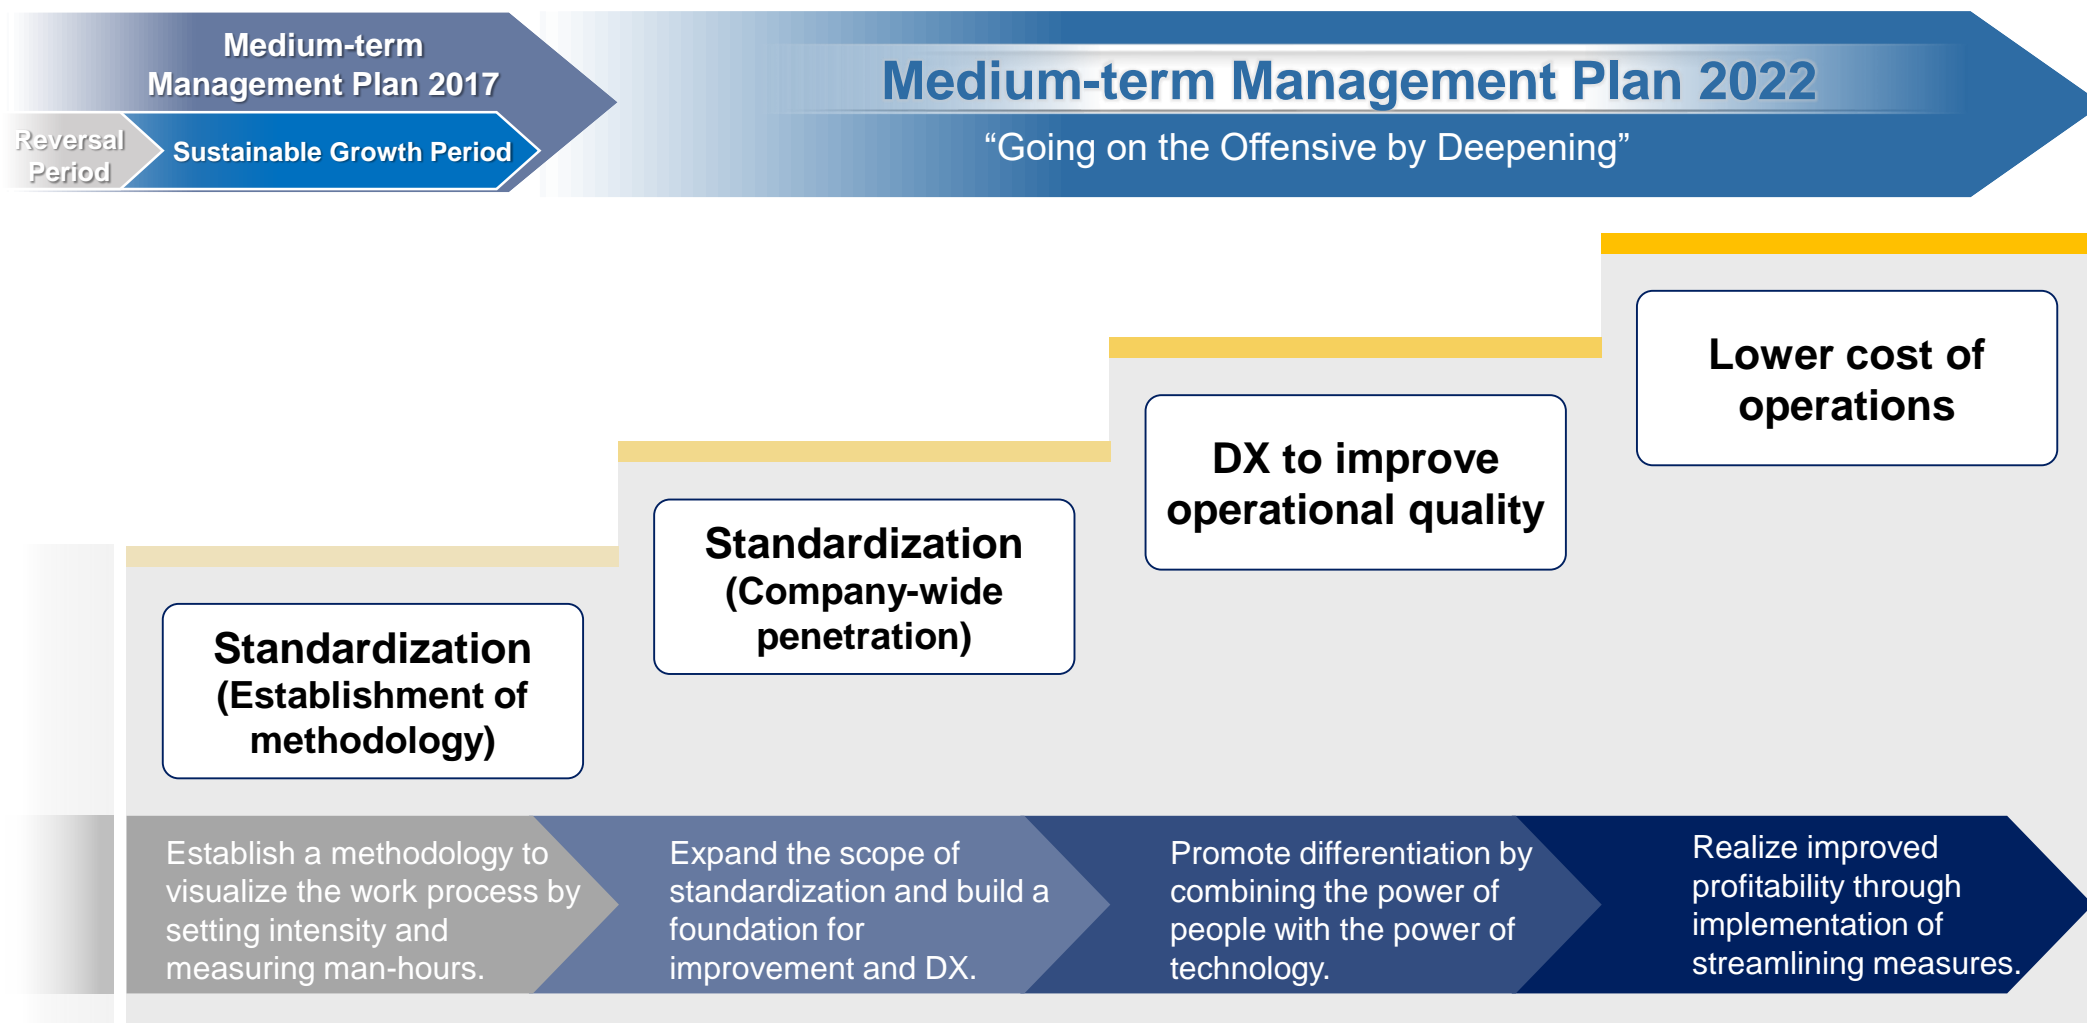 Medium-term
Management Plan 2017
Reversal
Period
Sustainable Growth Period
Medium-term Management Plan 2022
“Going on the Offensive by Deepening”
Standardization
(Establishment of
methodology)
Standardization
(Company-wide
penetration)
DX to improve
operational quality
Lower cost of
operations
Establish a methodology to
visualize the work process by
setting intensity and
measuring man-hours.
Expand the scope of
standardization and build a
foundation for
improvement and DX.
Promote differentiation by
combining the power of
people with the power of
technology.
Realize improved
profitability through
implementation of
streamlining measures.